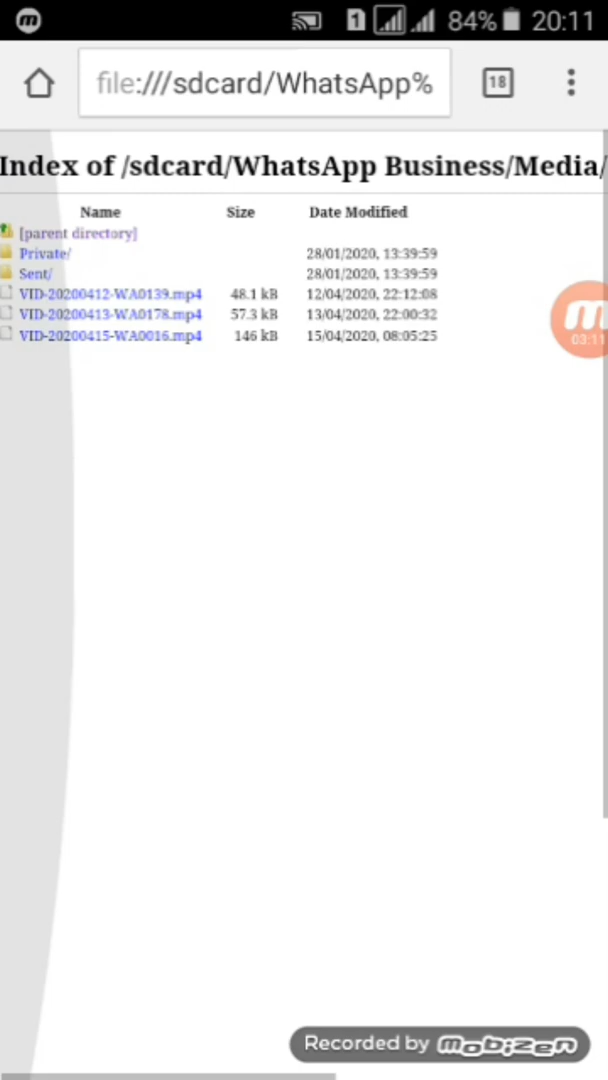 84% 20:11
file:///sdcard/WhatsApp%
18
Index of /sdcard/WhatsApp Business/Media/
Name Size Date Modified
[parent directory]
Private/ 28/01/2020, 13:39:59
Sent/ 28/01/2020, 13:39:59
VID-20200412-WA0139.mp4 48.1 kB 12/04/2020, 22:12:08
VID-20200413-WA0178.mp4 57.3 kB 13/04/2020, 22:00:32
VID-20200415-WA0016.mp4 146 kB 15/04/2020, 08:05:25
03:11
Recorded by mobizen